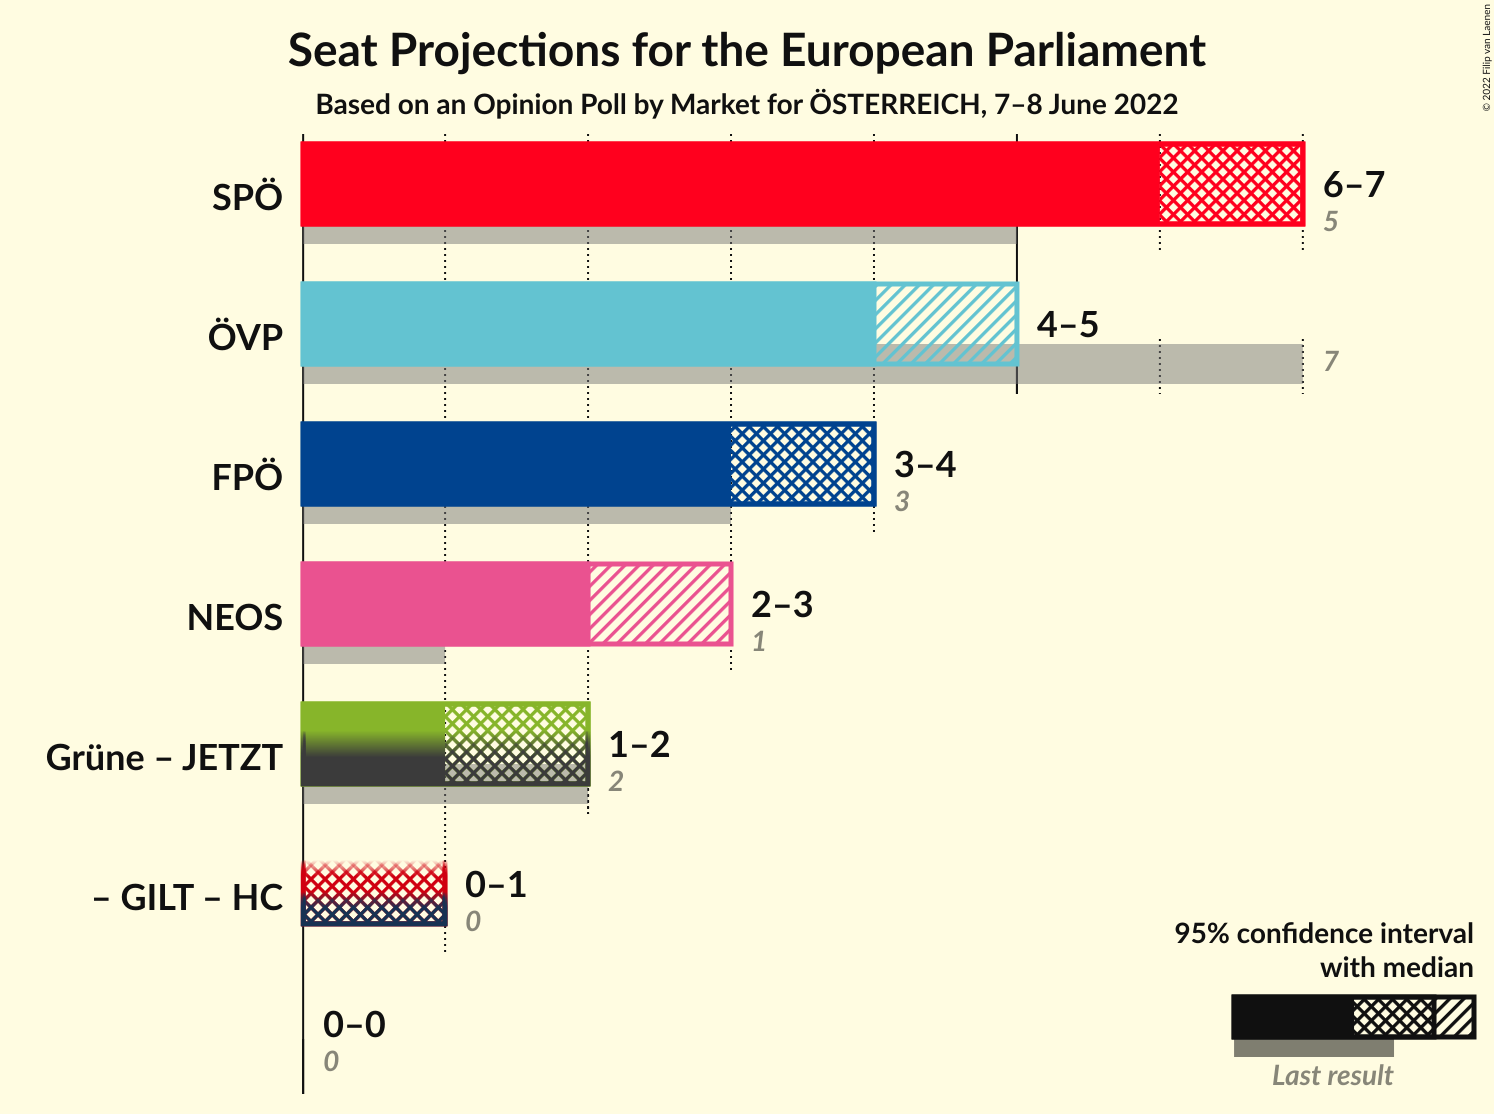 Seat Projections for the European Parliament
Based on an Opinion Poll by Market for ÖSTERREICH, 7–8 June 2022
© 2022 Filip van Laenen
SPÖ
6–7
5
ÖVP
4–5
7
FPÖ
3–4
3
NEOS
2–3
1
Grüne – JETZT
1–2
2
– GILT – HC
0–1
0
0–0
0
95% confidence interval
with median
Last result